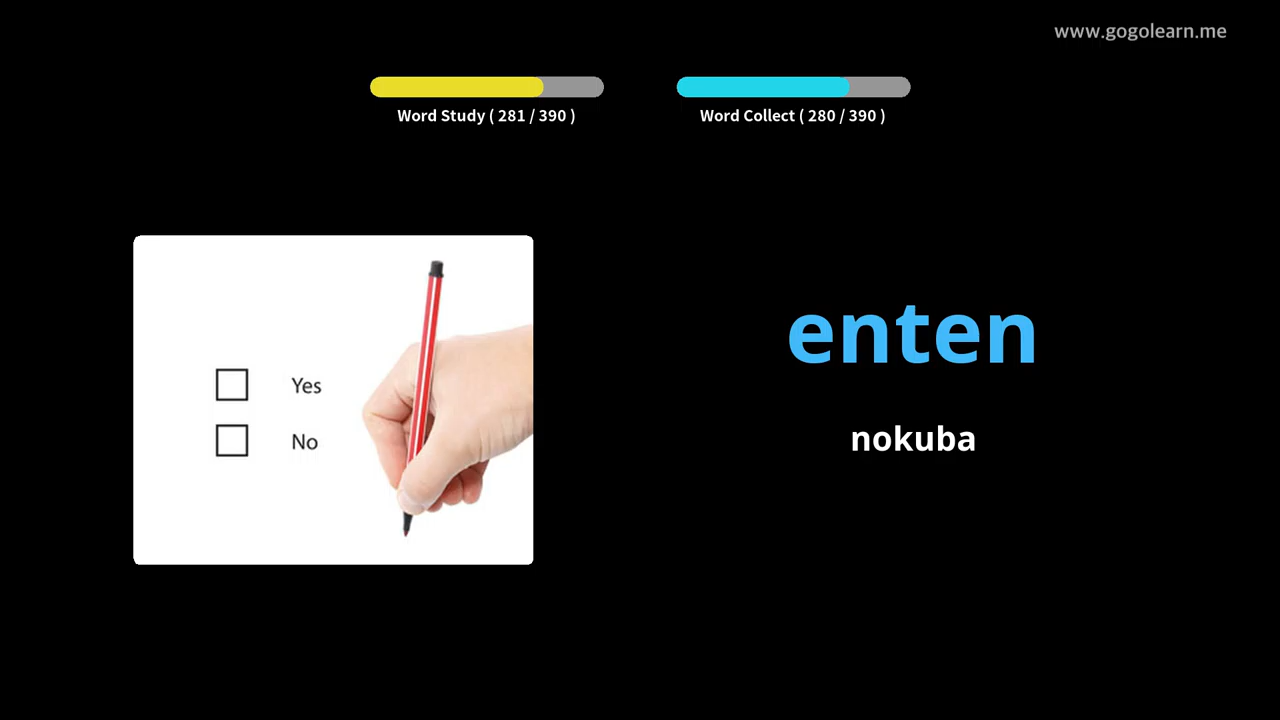 www.gogolearn.me
Word Study ( 281 / 390 )
Word Collect ( 280 / 390 )
Yes
No
enten
nokuba